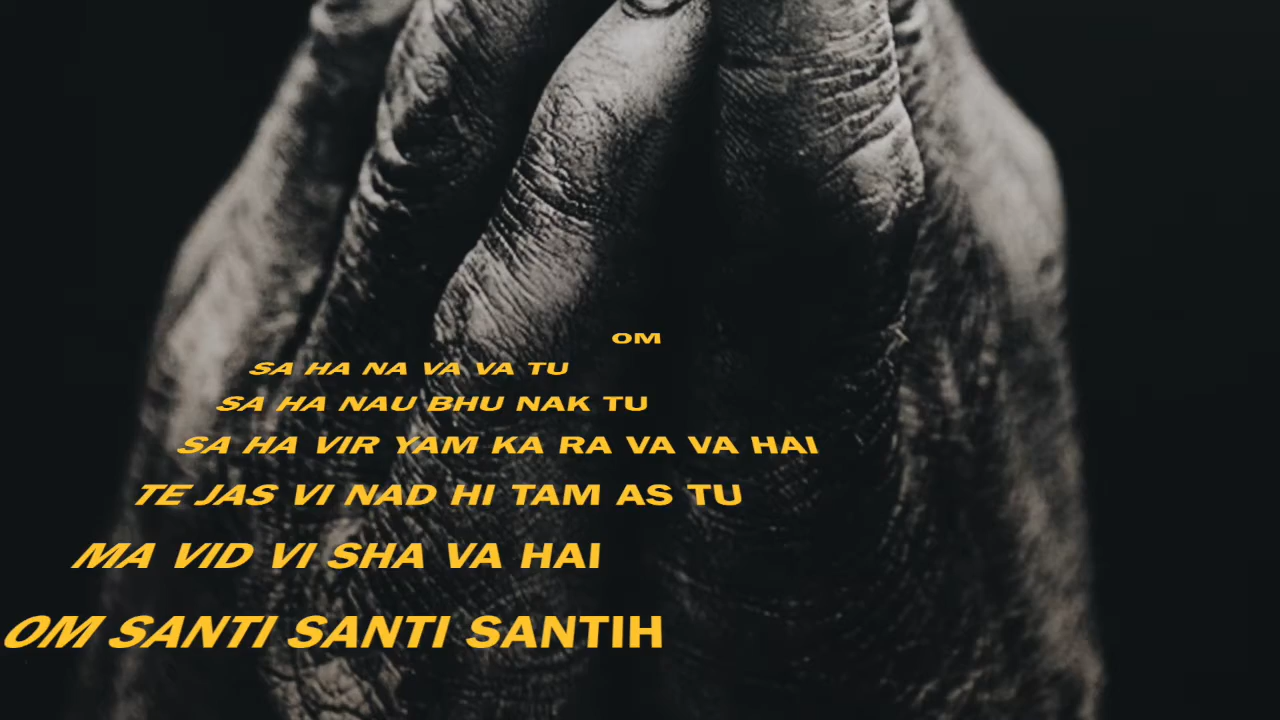 OM
SA HA NA VA VA TU
SA HA NAU BHU NAK TU
SA HA VIR YAM KA RA VA VA HAI
TE JAS VI NAD HI TAM AS TU
MA VID VI SHA VA HAI
OM SANTI SANTI SANTIH